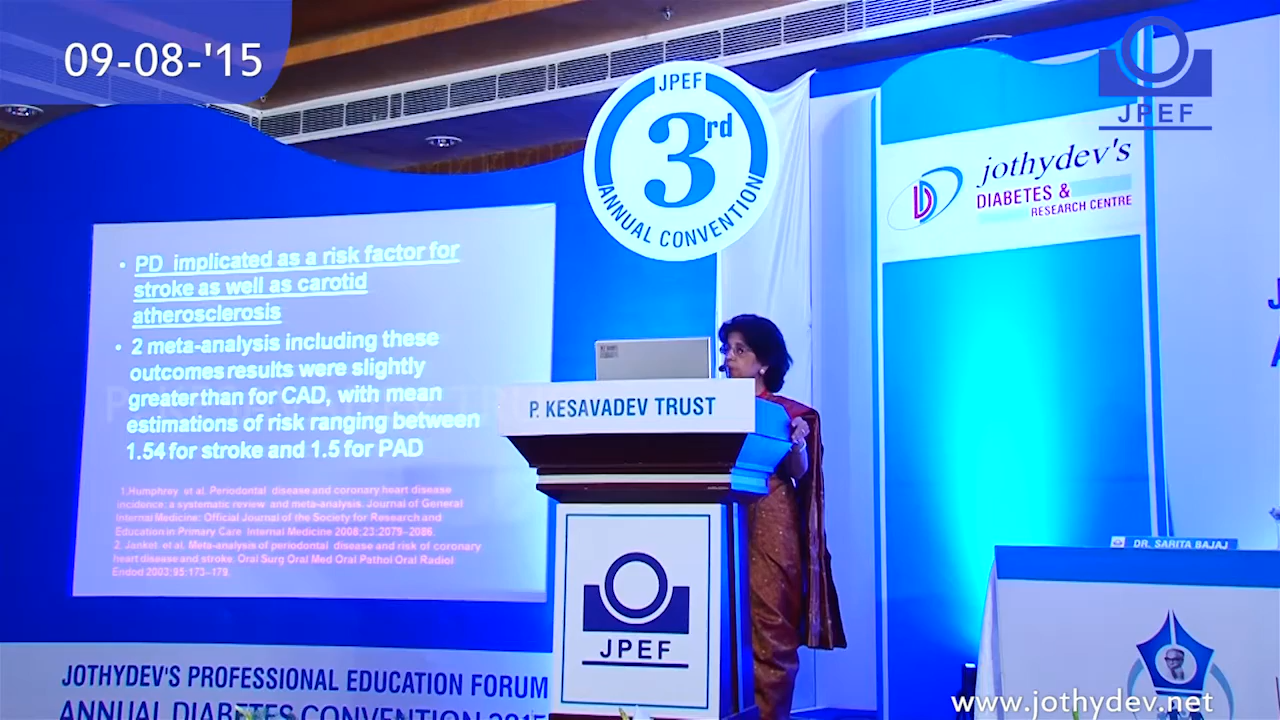 09-08-'15
JPEF
3rd
ANNUAL CONVENTION
JPEF
jothydev's
DIABETES &
RESEARCH CENTRE
• PD implicated as a risk factor for
stroke as well as carotid
atherosclerosis
• 2 meta-analysis including these
outcomes results were slightly
greater than for CAD, with mean
estimations of risk ranging between
1.54 for stroke and 1.5 for PAD
1.Humphrey et al. Periodontal disease and coronary heart disease
incidence: a systematic review and meta-analysis. Journal of General
Internal Medicine: Official Journal of the Society for Research and
Education in Primary Care Internal Medicine 2008;23:2079–2086.
2. Janket et al. Meta-analysis of periodontal disease and risk of coronary
heart disease and stroke. Oral Surg Oral Med Oral Pathol Oral Radiol
Endod 2003;95:173–179.
P. KESAVADEV TRUST
JPEF
DR. SARITA BAJAJ
JOTHYDEV'S PROFESSIONAL EDUCATION FORUM
ANNUAL DIABETES CONVENTION 2015
www.jothydev.net